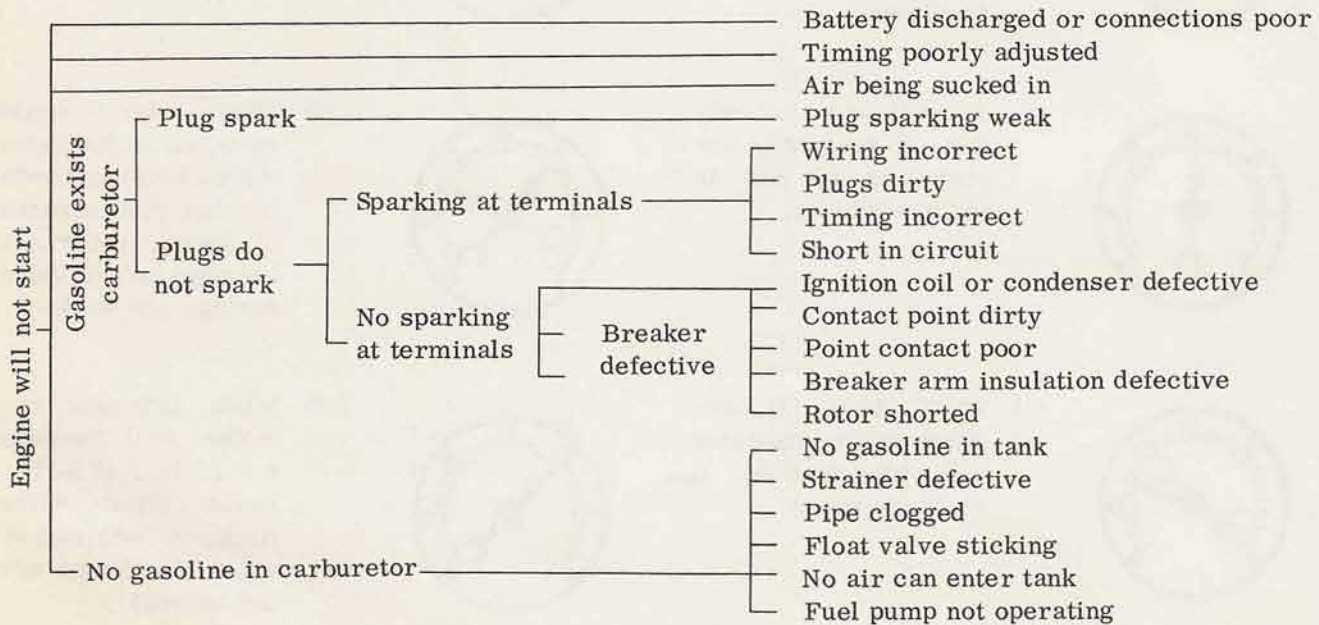 Battery discharged or connections poor
Timing poorly adjusted
Air being sucked in
Plug spark
Plug sparking weak
Wiring incorrect
Plugs dirty
Sparking at terminals
Timing incorrect
Short in circuit
Gasoline exists
carburetor
Plugs do
not spark
Ignition coil or condenser defective
Contact point dirty
No sparking
at terminals
Breaker
defective
Point contact poor
Breaker arm insulation defective
Rotor shorted
Engine will not start
No gasoline in tank
Strainer defective
Pipe clogged
Float valve sticking
No gasoline in carburetor
No air can enter tank
Fuel pump not operating